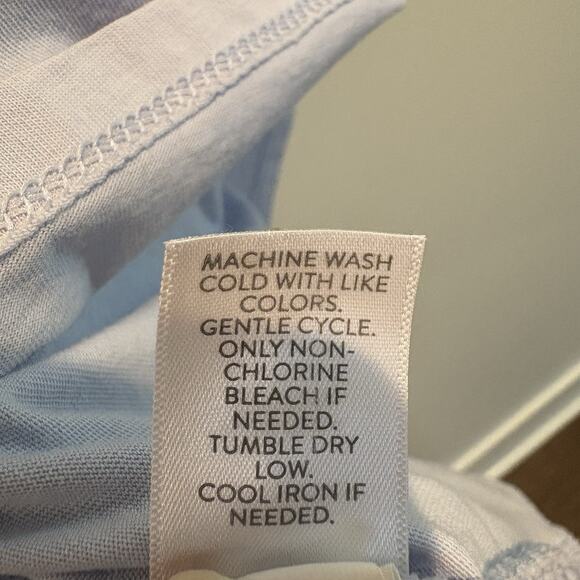 MACHINE WASH
COLD WITH LIKE
COLORS.
GENTLE CYCLE.
ONLY NON-
CHLORINE
BLEACH IF
NEEDED.
TUMBLE DRY
LOW.
COOL IRON IF
NEEDED.